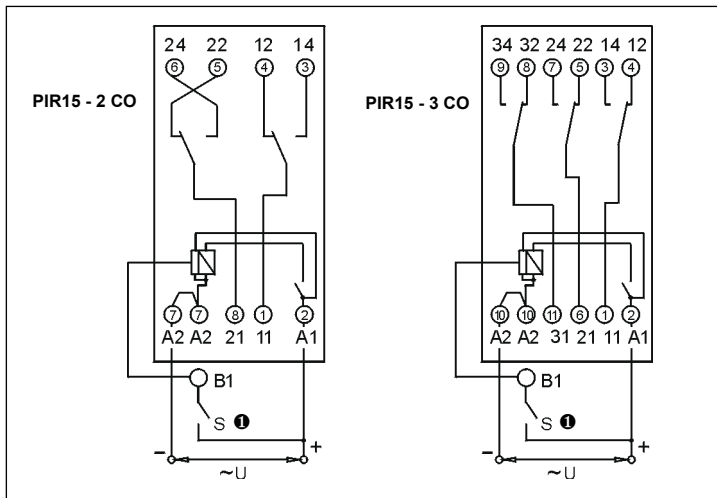 24 22 12 14
6 5 4 3
PIR15 - 2 CO
7 7 8 1 2
A2 A2 21 11 A1
B1
S ❶
− +
~U
34 32 24 22 14 12
9 8 7 5 3 4
PIR15 - 3 CO
10 10 11 6 1 2
A2 A2 31 21 11 A1
B1
S ❶
− +
~U